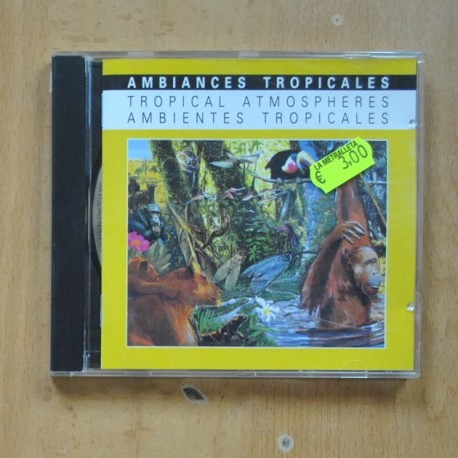 AMBIANCES TROPICALES
TROPICAL ATMOSPHERES
AMBIENTES TROPICALES
LA METRALLETA
€ 3,00